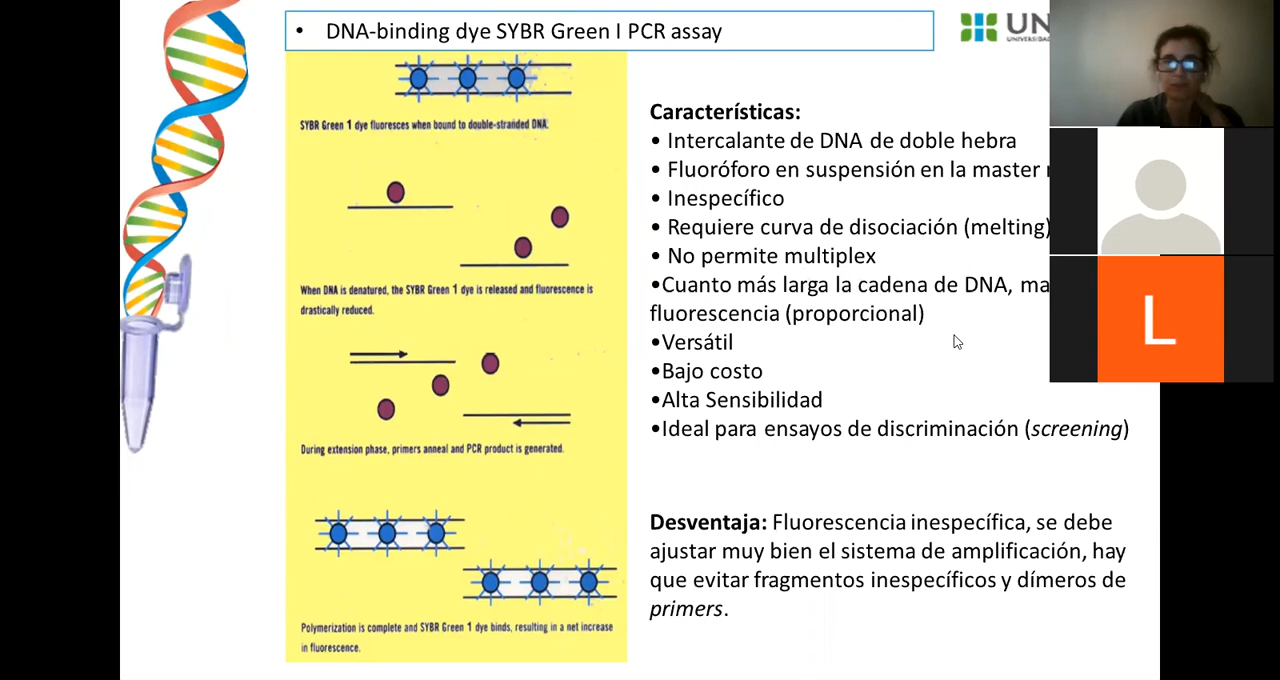 • DNA-binding dye SYBR Green I PCR assay
UN
UNIVERSIDAD
SYBR Green 1 dye fluoresces when bound to double-stranded DNA.
When DNA is denatured, the SYBR Green 1 dye is released and fluorescence is
drastically reduced.
During extension phase, primers anneal and PCR product is generated.
Polymerization is complete and SYBR Green 1 dye binds, resulting in a net increase
in fluorescence.
Características:
• Intercalante de DNA de doble hebra
• Fluoróforo en suspensión en la master
• Inespecífico
• Requiere curva de disociación (melting)
• No permite multiplex
•Cuanto más larga la cadena de DNA, ma
fluorescencia (proporcional)
•Versátil
•Bajo costo
•Alta Sensibilidad
•Ideal para ensayos de discriminación (screening)
Desventaja: Fluorescencia inespecífica, se debe
ajustar muy bien el sistema de amplificación, hay
que evitar fragmentos inespecíficos y dímeros de
primers.
L